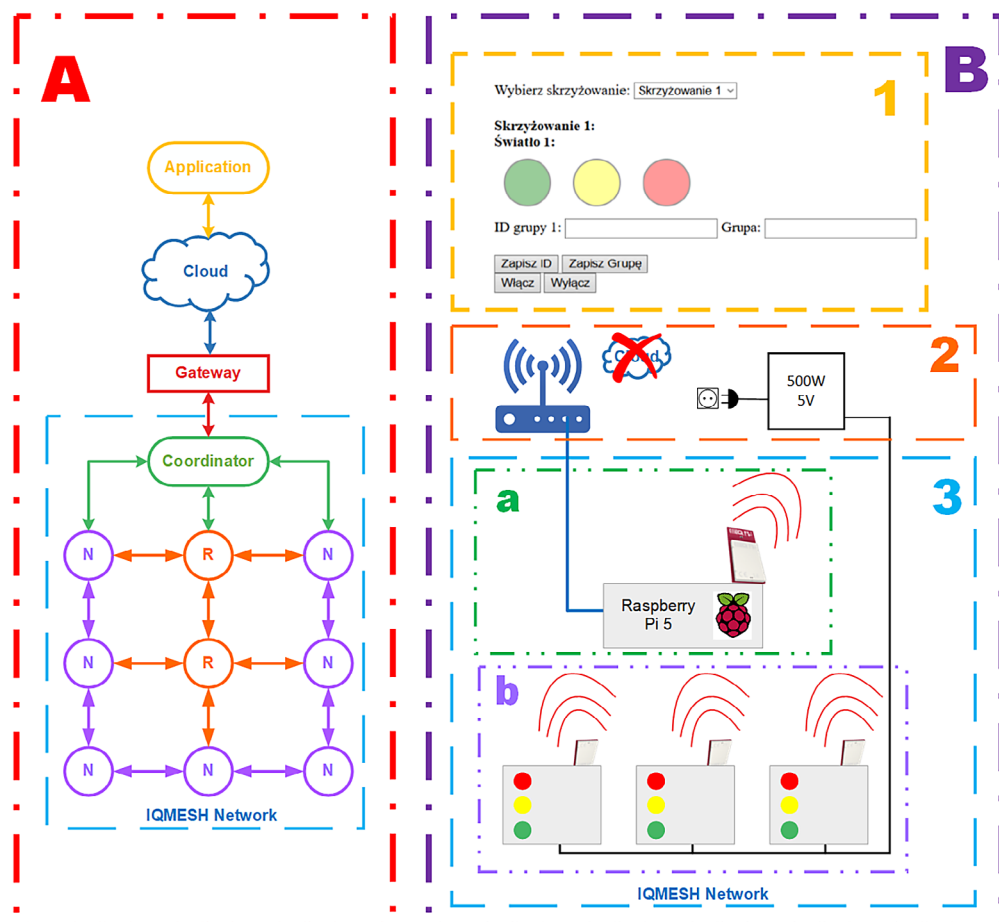 A
Application
Cloud
Gateway
Coordinator
N R N
N R N
N N N
IQMESH Network
B
1
Wybierz skrzyżowanie: Skrzyżowanie 1
Skrzyżowanie 1:
Światło 1:
ID grupy 1: Grupa:
Zapisz ID Zapisz Grupę
Włącz Wyłącz
2
Cloud
500W
5V
3
a
Raspberry
Pi 5
b
IQMESH Network